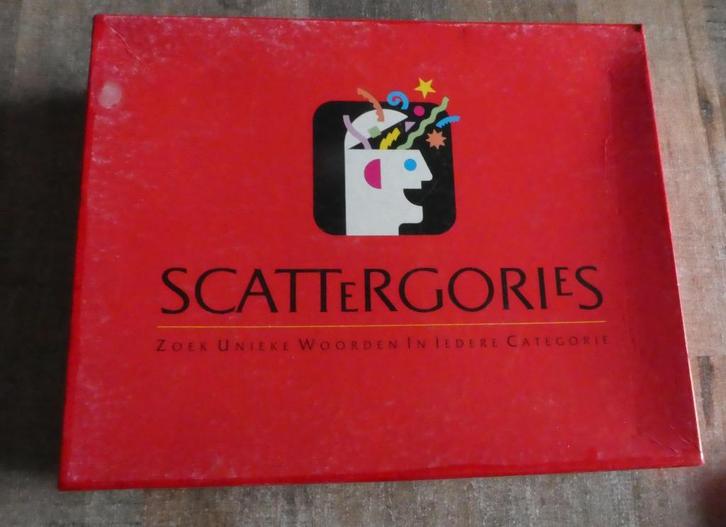 SCATTERGORIES
ZOEK UNIEKE WOORDEN IN IEDERE CATEGORIE